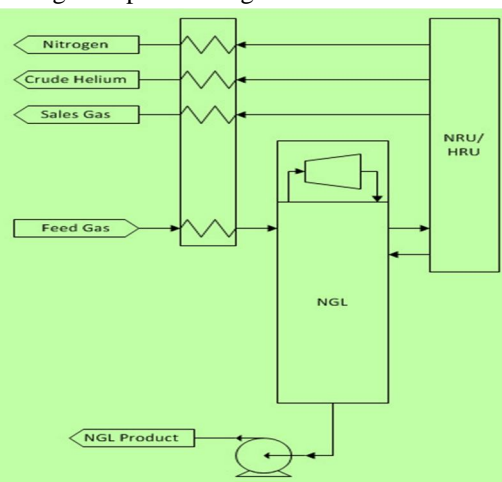 Nitrogen
Crude Helium
Sales Gas
NRU/
HRU
Feed Gas
NGL
NGL Product